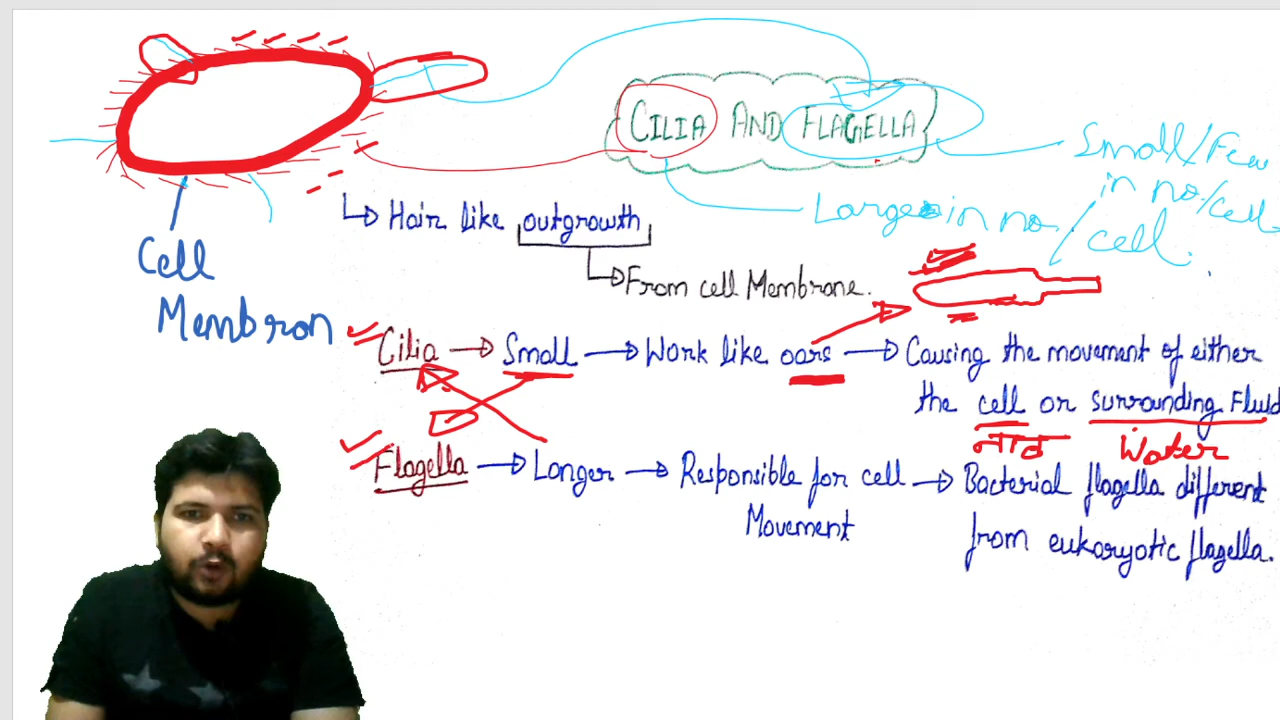 CILIA AND FLAGELLA
Small/Few
in no/cell
Large in no/
cell.
Hair like outgrowth
From cell Membrane.
Cell
Membron
Cilia → Small → Work like oars → Causing the movement of either
the cell or surrounding Fluid
नाव Water
Flagella → Longer → Responsible for cell → Bacterial flagella different
Movement from eukaryotic flagella.